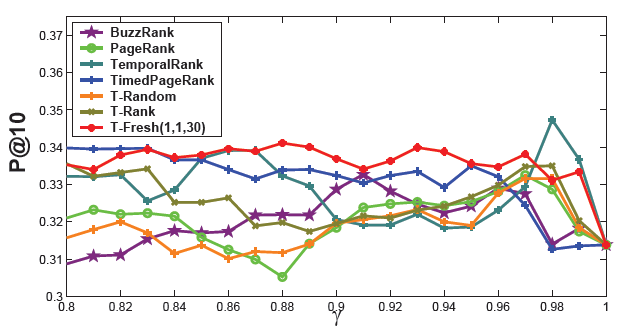 0.37
0.36
0.35
0.34
0.33
0.32
0.31
0.3
P@10
BuzzRank
PageRank
TemporalRank
TimedPageRank
T-Random
T-Rank
T-Fresh(1,1,30)
0.8 0.82 0.84 0.86 0.88 0.9 0.92 0.94 0.96 0.98 1
γ